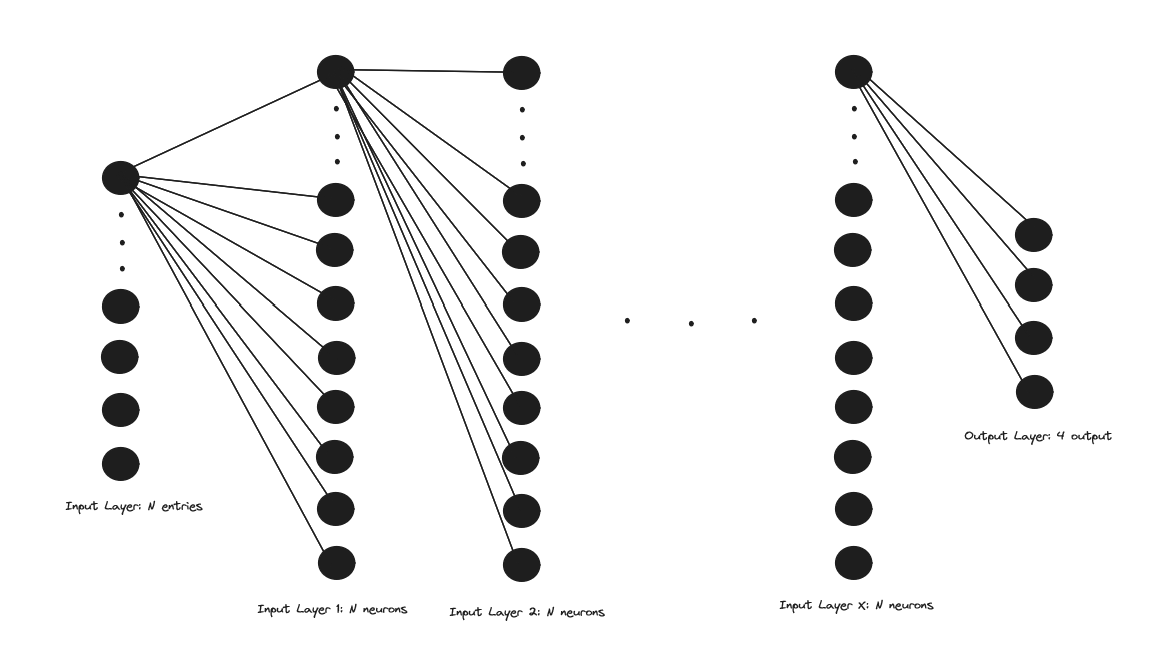 Output Layer: 4 output
Input Layer: N entries
Input Layer 1: N neurons
Input Layer 2: N neurons
Input Layer X: N neurons